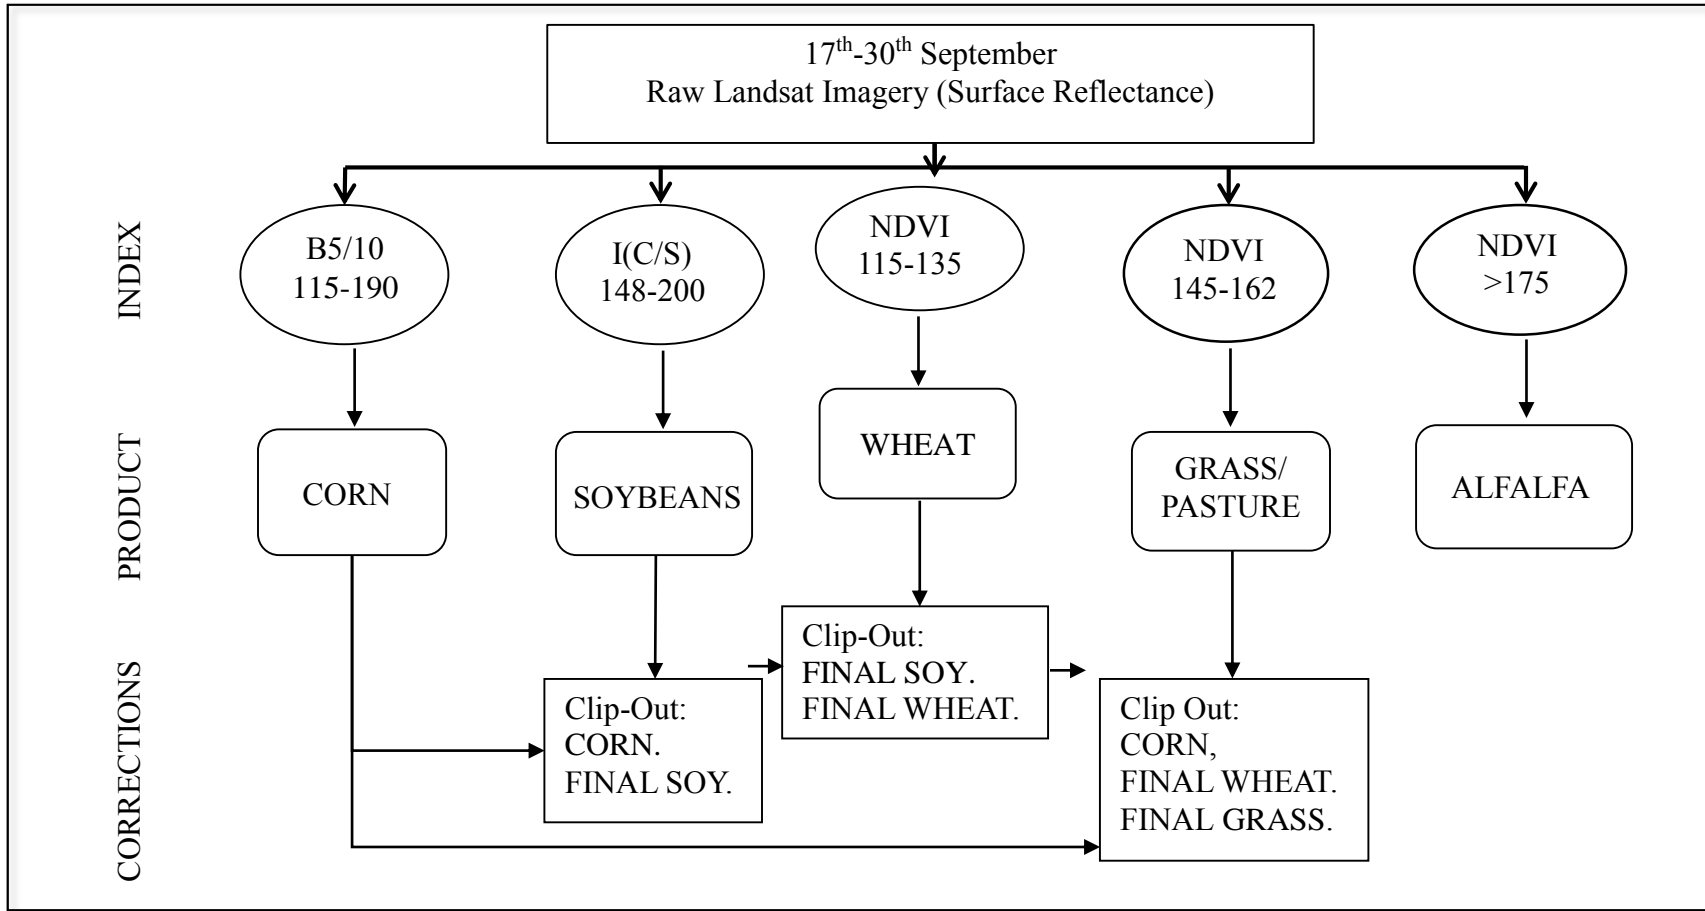 17th-30th September
Raw Landsat Imagery (Surface Reflectance)
INDEX
B5/10
115-190
I(C/S)
148-200
NDVI
115-135
NDVI
145-162
NDVI
>175
PRODUCT
CORN
SOYBEANS
WHEAT
GRASS/
PASTURE
ALFALFA
CORRECTIONS
Clip-Out:
CORN.
FINAL SOY.
Clip-Out:
FINAL SOY.
FINAL WHEAT.
Clip Out:
CORN,
FINAL WHEAT.
FINAL GRASS.